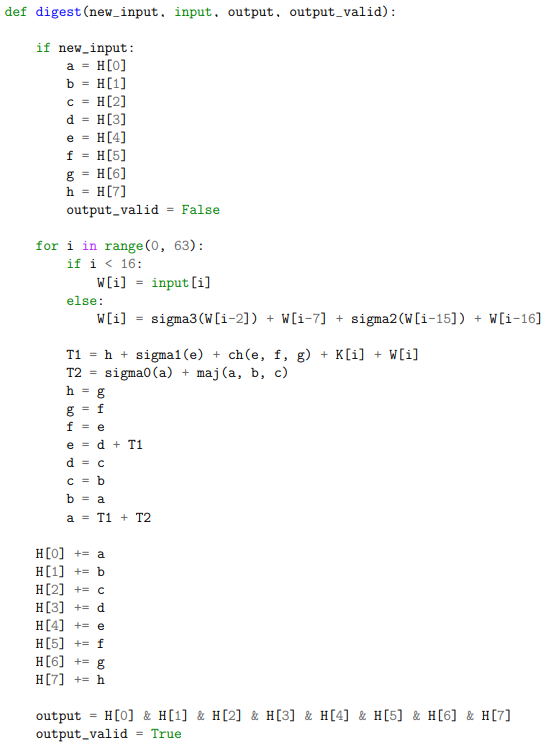 def digest(new_input, input, output, output_valid):
if new_input:
a = H[0]
b = H[1]
c = H[2]
d = H[3]
e = H[4]
f = H[5]
g = H[6]
h = H[7]
output_valid = False
for i in range(0, 63):
if i < 16:
W[i] = input[i]
else:
W[i] = sigma3(W[i-2]) + W[i-7] + sigma2(W[i-15]) + W[i-16]
T1 = h + sigma1(e) + ch(e, f, g) + K[i] + W[i]
T2 = sigma0(a) + maj(a, b, c)
h = g
g = f
f = e
e = d + T1
d = c
c = b
b = a
a = T1 + T2
H[0] += a
H[1] += b
H[2] += c
H[3] += d
H[4] += e
H[5] += f
H[6] += g
H[7] += h
output = H[0] & H[1] & H[2] & H[3] & H[4] & H[5] & H[6] & H[7]
output_valid = True